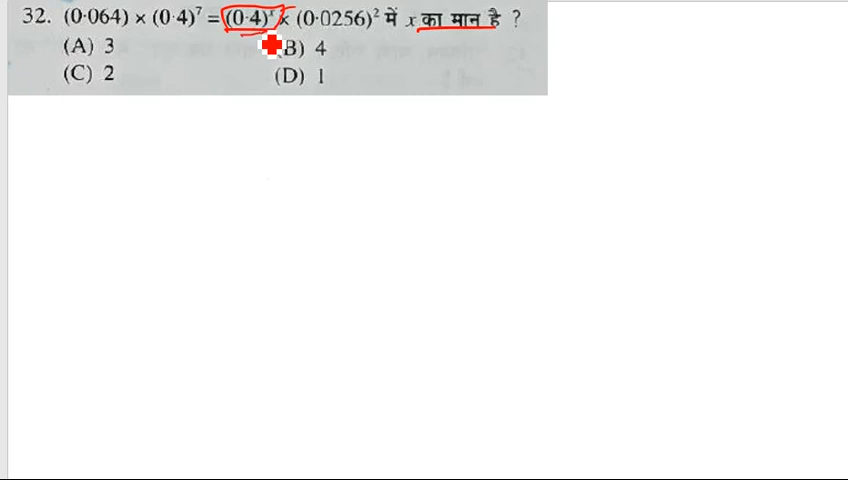 32. (0·064) × (0·4)⁷ = (0·4)ˣ × (0·0256)² में x का मान है ?
(A) 3 (B) 4
(C) 2 (D) 1